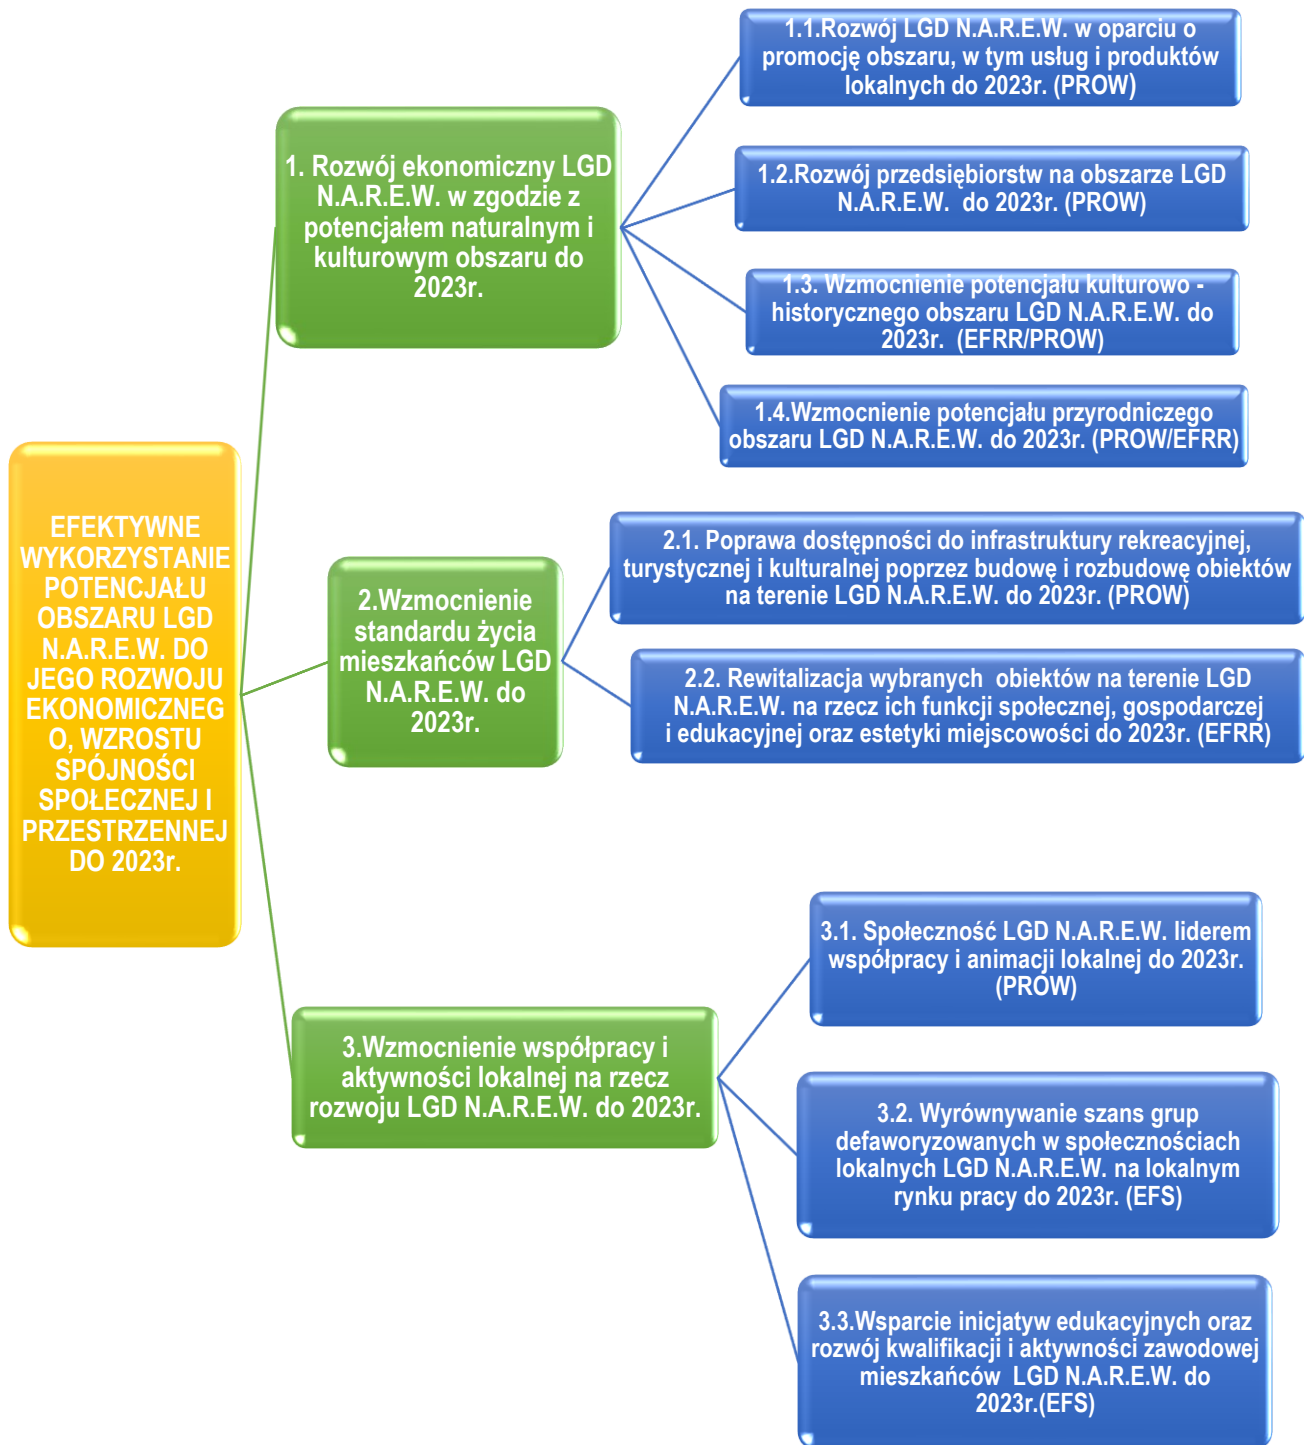 EFEKTYWNE
WYKORZYSTANIE
POTENCJAŁU
OBSZARU LGD
N.A.R.E.W. DO
JEGO ROZWOJU
EKONOMICZNEG
O, WZROSTU
SPÓJNOŚCI
SPOŁECZNEJ I
PRZESTRZENNEJ
DO 2023r.
1. Rozwój ekonomiczny LGD
N.A.R.E.W. w zgodzie z
potencjałem naturalnym i
kulturowym obszaru do
2023r.
1.1.Rozwój LGD N.A.R.E.W. w oparciu o
promocję obszaru, w tym usług i produktów
lokalnych do 2023r. (PROW)
1.2.Rozwój przedsiębiorstw na obszarze LGD
N.A.R.E.W. do 2023r. (PROW)
1.3. Wzmocnienie potencjału kulturowo -
historycznego obszaru LGD N.A.R.E.W. do
2023r. (EFRR/PROW)
1.4.Wzmocnienie potencjału przyrodniczego
obszaru LGD N.A.R.E.W. do 2023r. (PROW/EFRR)
2.Wzmocnienie
standardu życia
mieszkańców LGD
N.A.R.E.W. do
2023r.
2.1. Poprawa dostępności do infrastruktury rekreacyjnej,
turystycznej i kulturalnej poprzez budowę i rozbudowę obiektów
na terenie LGD N.A.R.E.W. do 2023r. (PROW)
2.2. Rewitalizacja wybranych obiektów na terenie LGD
N.A.R.E.W. na rzecz ich funkcji społecznej, gospodarczej
i edukacyjnej oraz estetyki miejscowości do 2023r. (EFRR)
3.Wzmocnienie współpracy i
aktywności lokalnej na rzecz
rozwoju LGD N.A.R.E.W. do 2023r.
3.1. Społeczność LGD N.A.R.E.W. liderem
współpracy i animacji lokalnej do 2023r.
(PROW)
3.2. Wyrównywanie szans grup
defaworyzowanych w społecznościach
lokalnych LGD N.A.R.E.W. na lokalnym
rynku pracy do 2023r. (EFS)
3.3.Wsparcie inicjatyw edukacyjnych oraz
rozwój kwalifikacji i aktywności zawodowej
mieszkańców LGD N.A.R.E.W. do
2023r.(EFS)